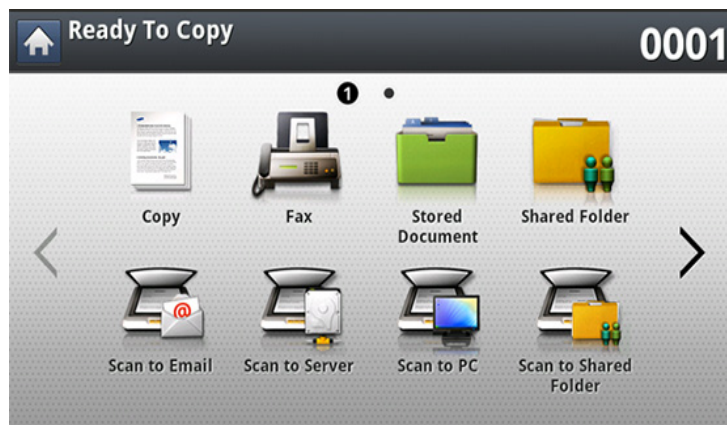 Ready To Copy
0001
1
Copy
Fax
Stored
Document
Shared Folder
Scan to Email
Scan to Server
Scan to PC
Scan to Shared
Folder